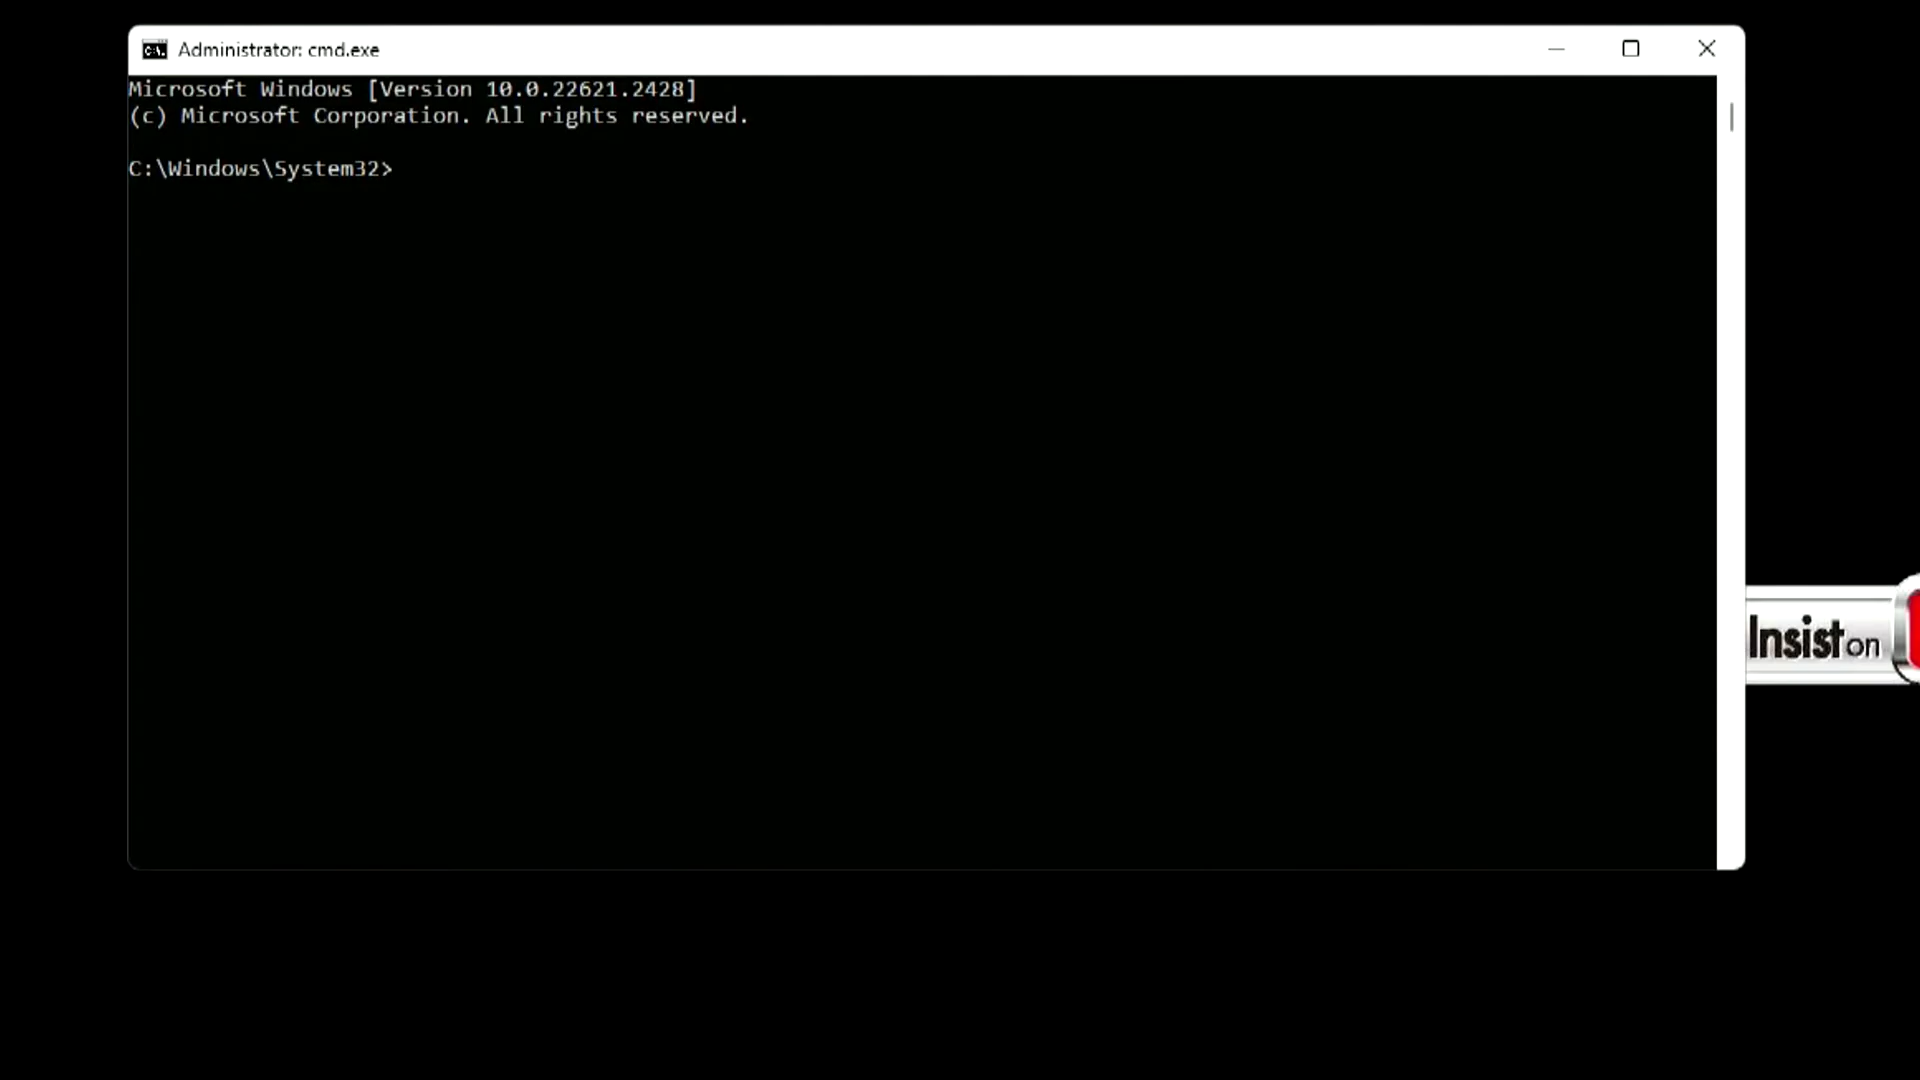 Administrator: cmd.exe
Microsoft Windows [Version 10.0.22621.2428]
(c) Microsoft Corporation. All rights reserved.
C:\Windows\System32>
Insist on